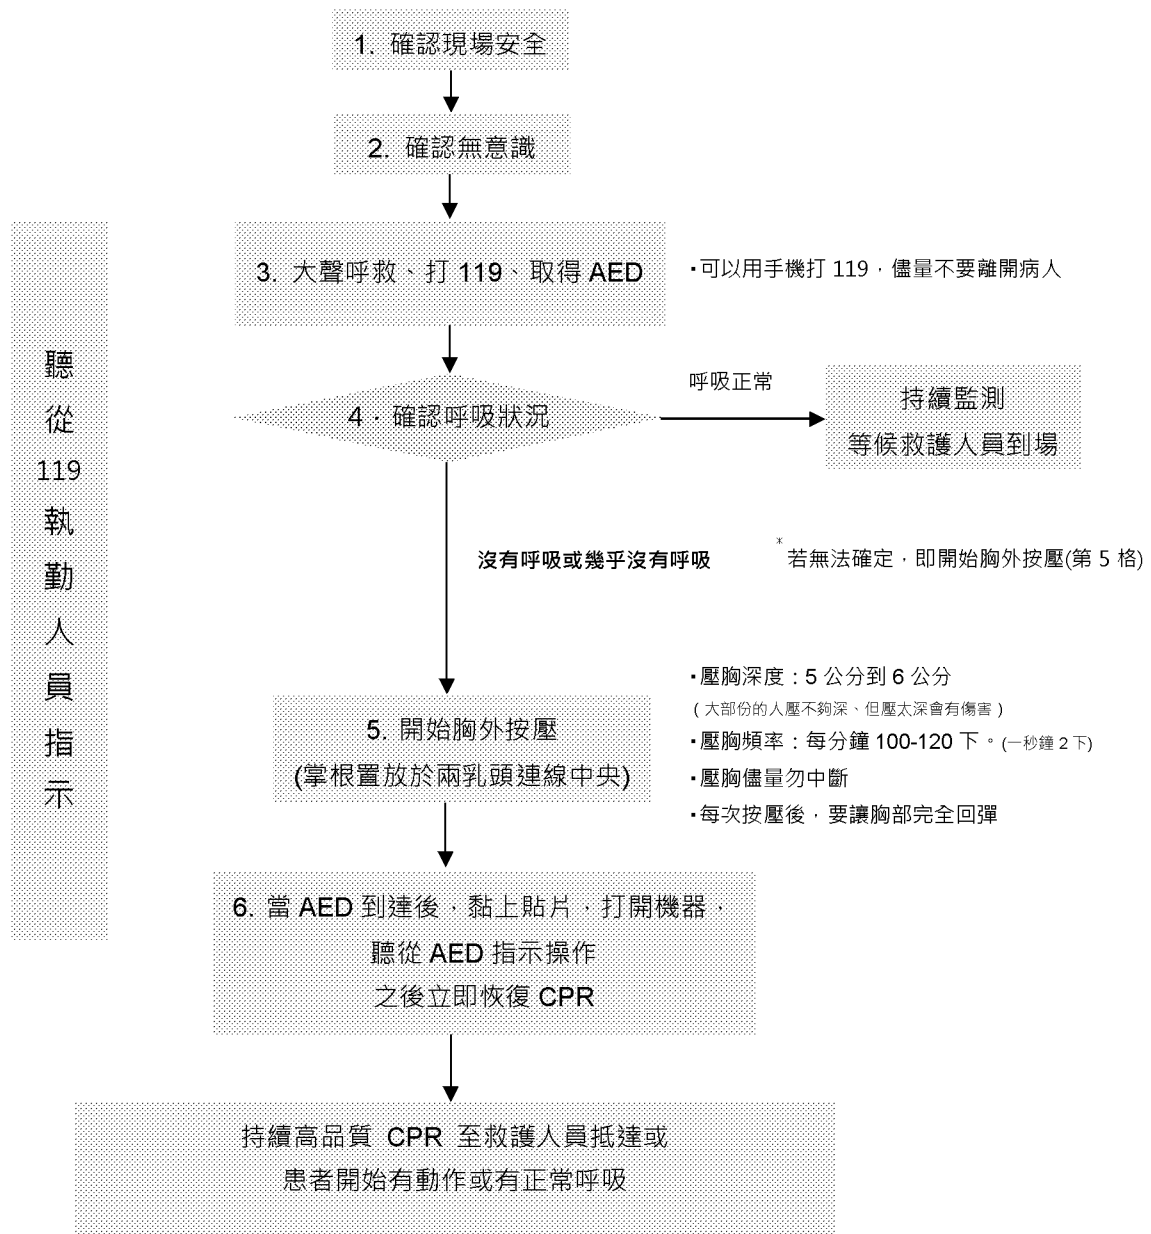 1. 確認現場安全
2. 確認無意識
3. 大聲呼救、打 119、取得 AED
・可以用手機打 119，儘量不要離開病人
4．確認呼吸狀況
呼吸正常
持續監測
等候救護人員到場
沒有呼吸或幾乎沒有呼吸
*若無法確定，即開始胸外按壓(第 5 格)
5. 開始胸外按壓
(掌根置放於兩乳頭連線中央)
・壓胸深度：5 公分到 6 公分
（大部份的人壓不夠深、但壓太深會有傷害）
・壓胸頻率：每分鐘 100-120 下。(一秒鐘 2 下)
・壓胸儘量勿中斷
・每次按壓後，要讓胸部完全回彈
6. 當 AED 到達後，黏上貼片，打開機器，
聽從 AED 指示操作
之後立即恢復 CPR
持續高品質 CPR 至救護人員抵達或
患者開始有動作或有正常呼吸
聽
從
119
執
勤
人
員
指
示